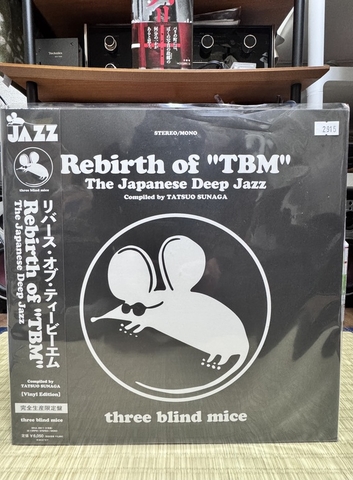 JAZZ
three blind mice
リバース・オブ・ティービーエム
Rebirth of "TBM"
The Japanese Deep Jazz
Compiled by
TATSUO SUNAGA
[Vinyl Edition]
完全生産限定盤
three blind mice
STEREO/MONO
2915
Rebirth of "TBM"
The Japanese Deep Jazz
Compiled by TATSUO SUNAGA
three blind mice